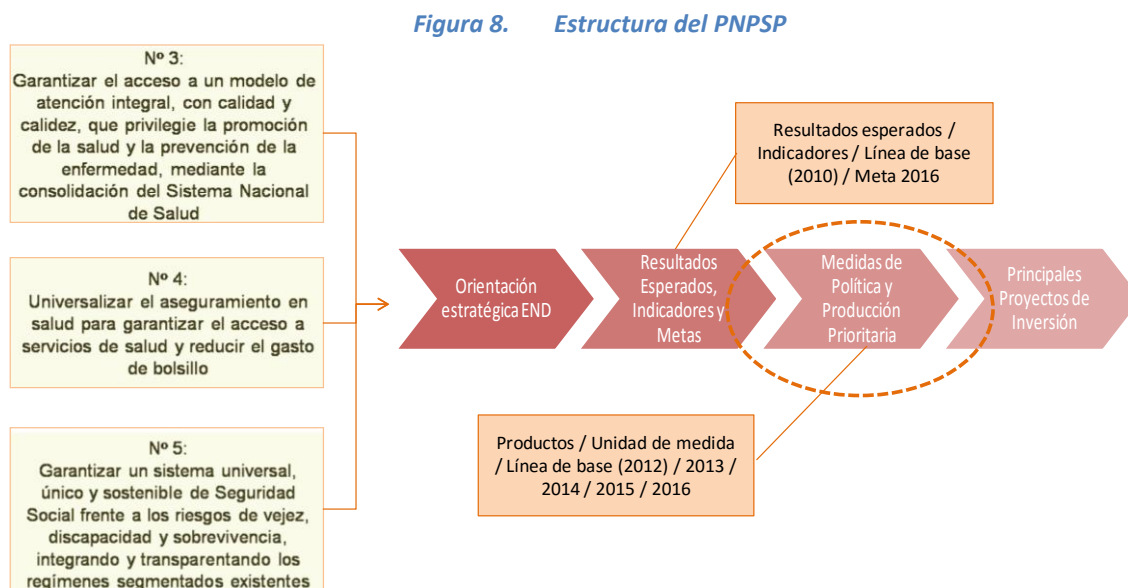 Figura 8. Estructura del PNPSP
Nº 3:
Garantizar el acceso a un modelo de
atención integral, con calidad y
calidez, que privilegie la promoción
de la salud y la prevención de la
enfermedad, mediante la
consolidación del Sistema Nacional
de Salud
Nº 4:
Universalizar el aseguramiento en
salud para garantizar el acceso a
servicios de salud y reducir el gasto
de bolsillo
Nº 5:
Garantizar un sistema universal,
único y sostenible de Seguridad
Social frente a los riesgos de vejez,
discapacidad y sobrevivencia,
integrando y transparentando los
regímenes segmentados existentes
Resultados esperados /
Indicadores / Línea de base
(2010) / Meta 2016
Orientación
estratégica END
Resultados
Esperados,
Indicadores y
Metas
Medidas de
Política y
Producción
Prioritaria
Principales
Proyectos de
Inversión
Productos / Unidad de medida
/ Línea de base (2012) / 2013 /
2014 / 2015 / 2016